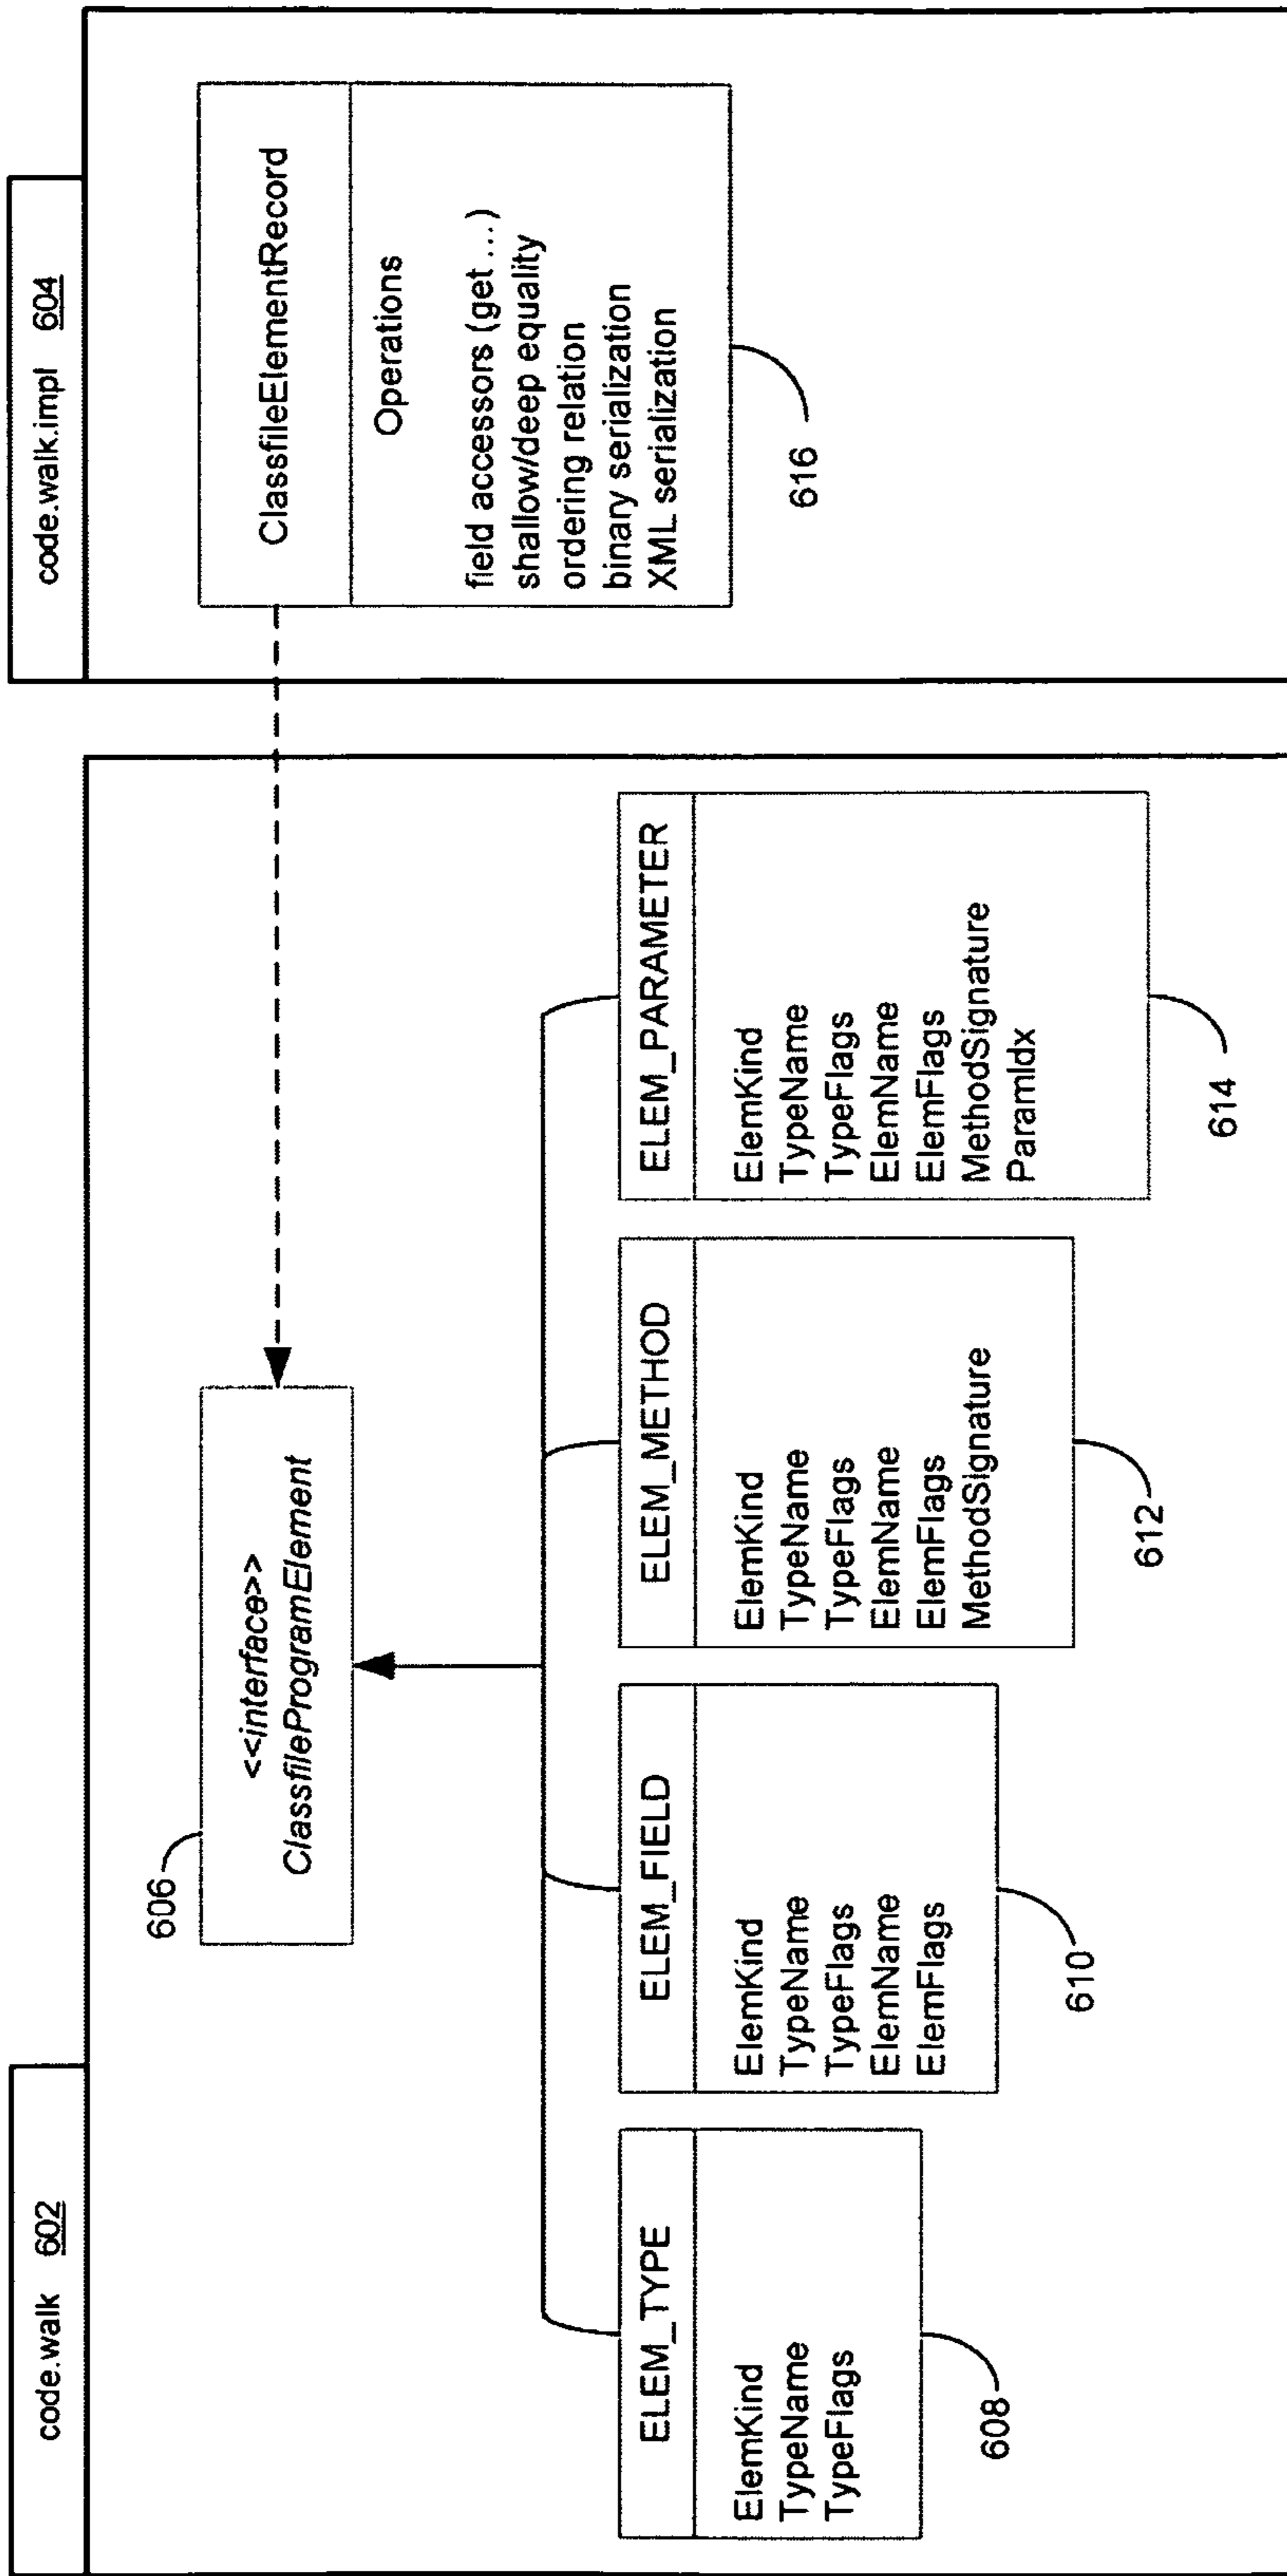 code.walk 602
606
<<interface>>
ClassfileProgramElement
ELEM_TYPE
ElemKind
TypeName
TypeFlags
608
ELEM_FIELD
ElemKind
TypeName
TypeFlags
ElemName
ElemFlags
610
ELEM_METHOD
ElemKind
TypeName
TypeFlags
ElemName
ElemFlags
MethodSignature
612
ELEM_PARAMETER
ElemKind
TypeName
TypeFlags
ElemName
ElemFlags
MethodSignature
ParamIdx
614
code.walk.impl 604
ClassfileElementRecord
Operations
field accessors (get...)
shallow/deep equality
ordering relation
binary serialization
XML serialization
616